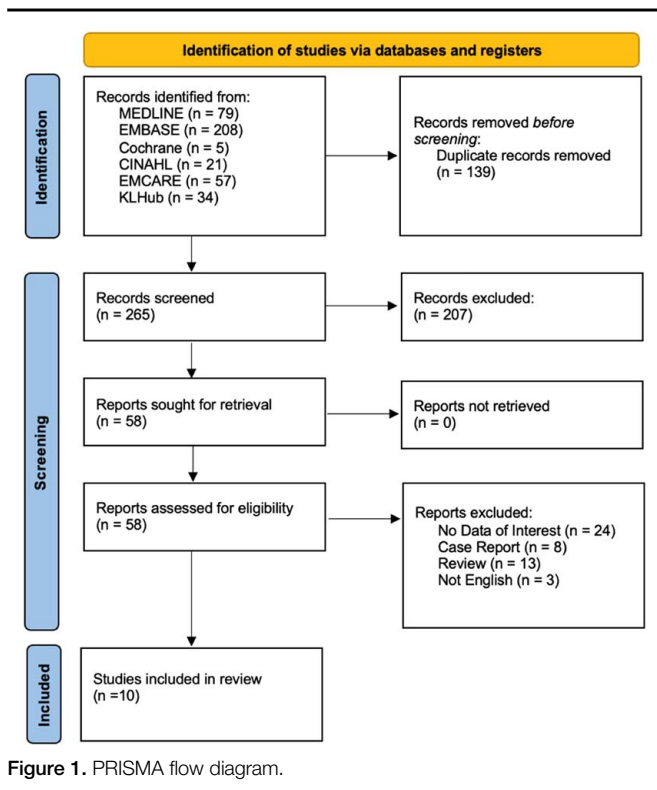 Identification of studies via databases and registers
Identification
Records identified from:
MEDLINE (n = 79)
EMBASE (n = 208)
Cochrane (n = 5)
CINAHL (n = 21)
EMCARE (n = 57)
KLHub (n = 34)
Records removed before
screening:
Duplicate records removed
(n = 139)
Screening
Records screened
(n = 265)
Records excluded:
(n = 207)
Reports sought for retrieval
(n = 58)
Reports not retrieved
(n = 0)
Reports assessed for eligibility
(n = 58)
Reports excluded:
No Data of Interest (n = 24)
Case Report (n = 8)
Review (n = 13)
Not English (n = 3)
Included
Studies included in review
(n =10)
Figure 1. PRISMA flow diagram.